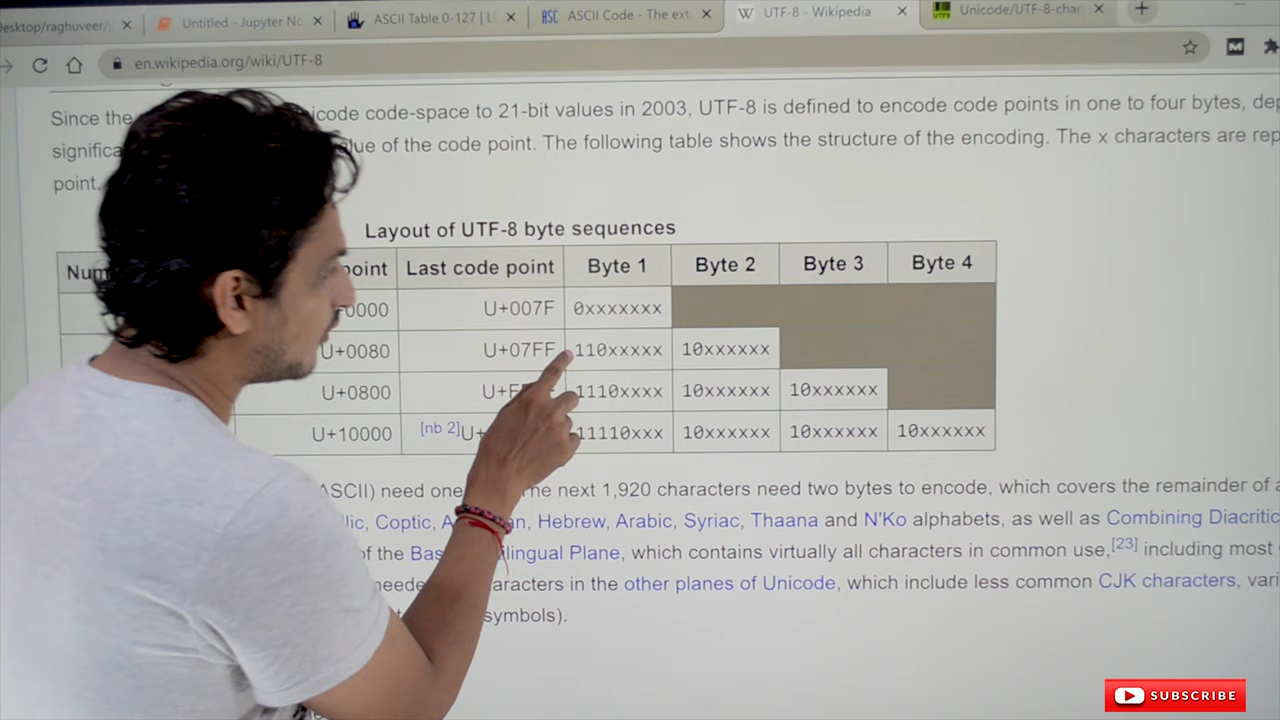 esktop/raghuveer/ Untitled - Jupyter No ASCII Table 0-127 | ASC ASCII Code - The ext W UTF-8 - Wikipedia UTF8 Unicode/UTF-8-char
en.wikipedia.org/wiki/UTF-8
Since the icode code-space to 21-bit values in 2003, UTF-8 is defined to encode code points in one to four bytes, dep
significa lue of the code point. The following table shows the structure of the encoding. The x characters are rep
point.
Layout of UTF-8 byte sequences
Num point Last code point Byte 1 Byte 2 Byte 3 Byte 4
0000 U+007F 0xxxxxxx
U+0080 U+07FF 110xxxxx 10xxxxxx
U+0800 U+F 1110xxxx 10xxxxxx 10xxxxxx
U+10000 [nb 2]U+ 11110xxx 10xxxxxx 10xxxxxx 10xxxxxx
ASCII) need one he next 1,920 characters need two bytes to encode, which covers the remainder of a
llic, Coptic, A an, Hebrew, Arabic, Syriac, Thaana and N'Ko alphabets, as well as Combining Diacritic
of the Bas ilingual Plane, which contains virtually all characters in common use,[23] including most
neede aracters in the other planes of Unicode, which include less common CJK characters, vari
symbols).
SUBSCRIBE